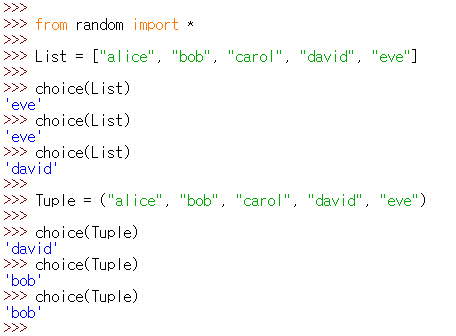 >>>
>>> from random import *
>>>
>>> List = ["alice", "bob", "carol", "david", "eve"]
>>>
>>> choice(List)
'eve'
>>> choice(List)
'eve'
>>> choice(List)
'david'
>>>
>>> Tuple = ("alice", "bob", "carol", "david", "eve")
>>>
>>> choice(Tuple)
'david'
>>> choice(Tuple)
'bob'
>>> choice(Tuple)
'bob'
>>>